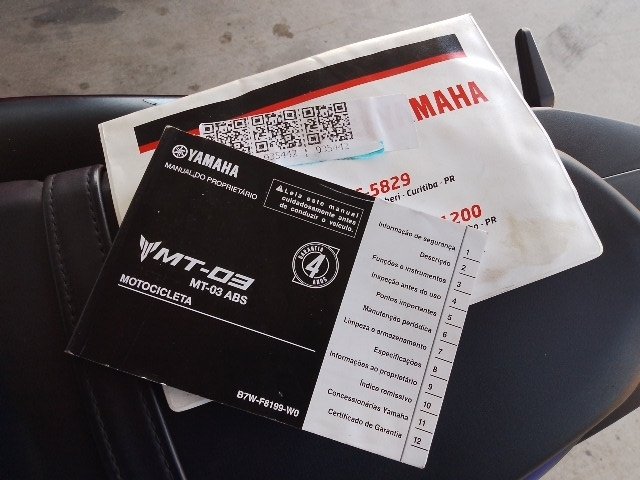 MAHA
035442 : 035442
-5829
Curitiba - PR
1200
- PR
YAMAHA
MANUAL DO PROPRIETÁRIO
Leia este manual
cuidadosamente antes
de conduzir o veículo.
MT-03
MT-03 ABS
MOTOCICLETA
GARANTIA
4
ANOS
B7W-F8199-W0
Informação de segurança 1
Descrição 2
Funções e instrumentos 3
Inspeção antes do uso 4
Pontos importantes 5
Manutenção periódica 6
Limpeza e armazenamento 7
Especificações 8
Informações ao proprietário 9
Índice remissivo 10
Concessionárias Yamaha 11
Certificado de Garantia 12